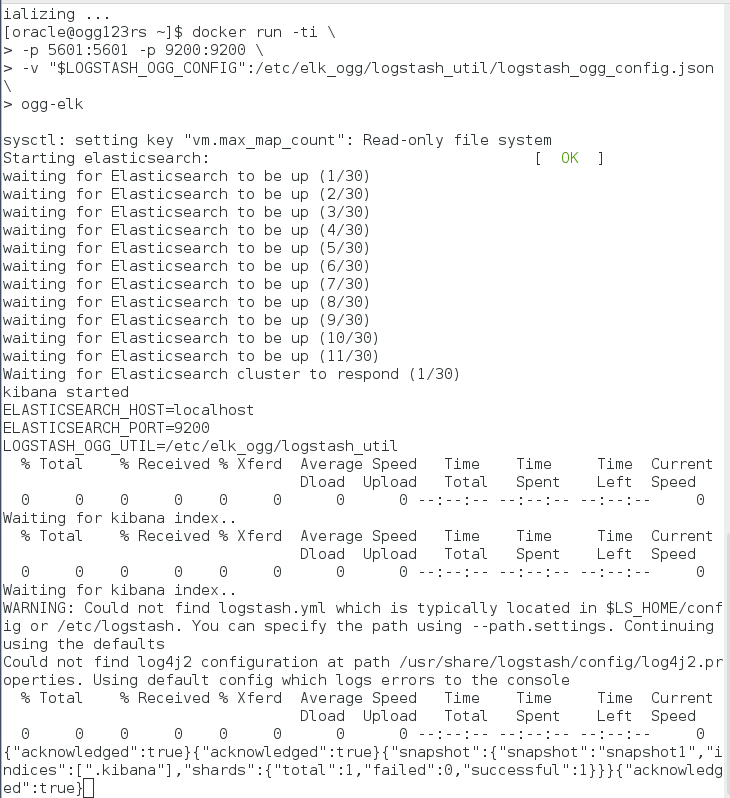 ializing ...
[oracle@ogg123rs ~]$ docker run -ti \
> -p 5601:5601 -p 9200:9200 \
> -v "$LOGSTASH_OGG_CONFIG":/etc/elk_ogg/logstash_util/logstash_ogg_config.json
\
> ogg-elk
sysctl: setting key "vm.max_map_count": Read-only file system
Starting elasticsearch:                                    [  OK  ]
waiting for Elasticsearch to be up (1/30)
waiting for Elasticsearch to be up (2/30)
waiting for Elasticsearch to be up (3/30)
waiting for Elasticsearch to be up (4/30)
waiting for Elasticsearch to be up (5/30)
waiting for Elasticsearch to be up (6/30)
waiting for Elasticsearch to be up (7/30)
waiting for Elasticsearch to be up (8/30)
waiting for Elasticsearch to be up (9/30)
waiting for Elasticsearch to be up (10/30)
waiting for Elasticsearch to be up (11/30)
Waiting for Elasticsearch cluster to respond (1/30)
kibana started
ELASTICSEARCH_HOST=localhost
ELASTICSEARCH_PORT=9200
LOGSTASH_OGG_UTIL=/etc/elk_ogg/logstash_util
  % Total    % Received % Xferd  Average Speed   Time    Time     Time  Current
                                 Dload  Upload   Total   Spent    Left  Speed
  0     0    0     0    0     0      0      0 --:--:-- --:--:-- --:--:--     0
Waiting for kibana index..
  % Total    % Received % Xferd  Average Speed   Time    Time     Time  Current
                                 Dload  Upload   Total   Spent    Left  Speed
  0     0    0     0    0     0      0      0 --:--:-- --:--:-- --:--:--     0
Waiting for kibana index..
WARNING: Could not find logstash.yml which is typically located in $LS_HOME/conf
ig or /etc/logstash. You can specify the path using --path.settings. Continuing
using the defaults
Could not find log4j2 configuration at path /usr/share/logstash/config/log4j2.pr
operties. Using default config which logs errors to the console
  % Total    % Received % Xferd  Average Speed   Time    Time     Time  Current
                                 Dload  Upload   Total   Spent    Left  Speed
  0     0    0     0    0     0      0      0 --:--:-- --:--:-- --:--:--     0
{"acknowledged":true}{"acknowledged":true}{"snapshot":{"snapshot":"snapshot1","i
ndices":[".kibana"],"shards":{"total":1,"failed":0,"successful":1}}}{"acknowledg
ed":true}